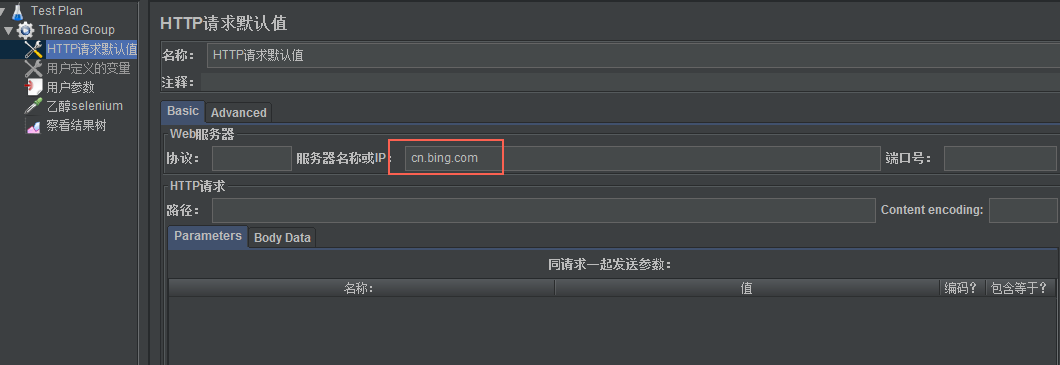 Test Plan
Thread Group
HTTP请求默认值
用户定义的变量
用户参数
乙醇selenium
察看结果树
HTTP请求默认值
名称： HTTP请求默认值
注释：
Basic Advanced
Web服务器
协议： 服务器名称或IP： cn.bing.com 端口号：
HTTP请求
路径： Content encoding:
Parameters Body Data
同请求一起发送参数：
名称： 值 编码？ 包含等于？